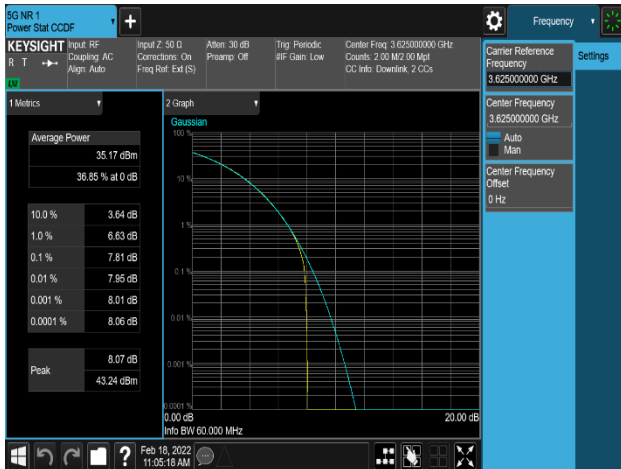 5G NR 1
Power Stat CCDF
Frequency
KEYSIGHT
R T
Input: RF
Coupling: AC
Align: Auto
Input Z: 50 Ω
Corrections: On
Freq Ref: Ext (S)
Atten: 30 dB
Preamp: Off
Trig: Periodic
#IF Gain: Low
Center Freq: 3.625000000 GHz
Counts: 2.00 M/2.00 Mpt
CC Info: Downlink, 2 CCs
Carrier Reference
Frequency
3.625000000 GHz
Settings
Center Frequency
3.625000000 GHz
Auto
Man
Center Frequency
Offset
0 Hz
1 Metrics
Average Power
35.17 dBm
36.85 % at 0 dB
10.0 % 3.64 dB
1.0 % 6.63 dB
0.1 % 7.81 dB
0.01 % 7.95 dB
0.001 % 8.01 dB
0.0001 % 8.06 dB
Peak
8.07 dB
43.24 dBm
2 Graph
Gaussian
100 %
10 %
1 %
0.1 %
0.01 %
0.001 %
0.0001 %
0.00 dB 20.00 dB
Info BW 60.000 MHz
?
Feb 18, 2022
11:05:18 AM